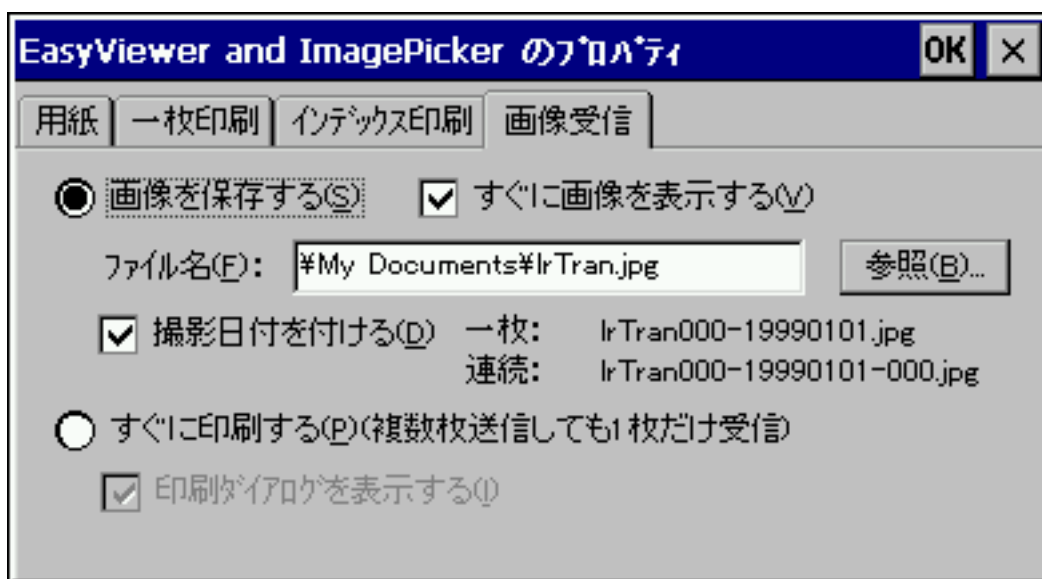 EasyViewer and ImagePicker のﾌﾟﾛﾊﾟﾃｨ OK ×
用紙 一枚印刷 ｲﾝﾃﾞｯｸｽ印刷 画像受信
画像を保存する(S) すぐに画像を表示する(V)
ﾌｧｲﾙ名(F)： ¥My Documents¥IrTran.jpg 参照(B)...
撮影日付を付ける(D) 一枚： IrTran000-19990101.jpg
連続： IrTran000-19990101-000.jpg
すぐに印刷する(P)(複数枚送信しても1枚だけ受信)
印刷ﾀﾞｲｱﾛｸﾞを表示する(I)